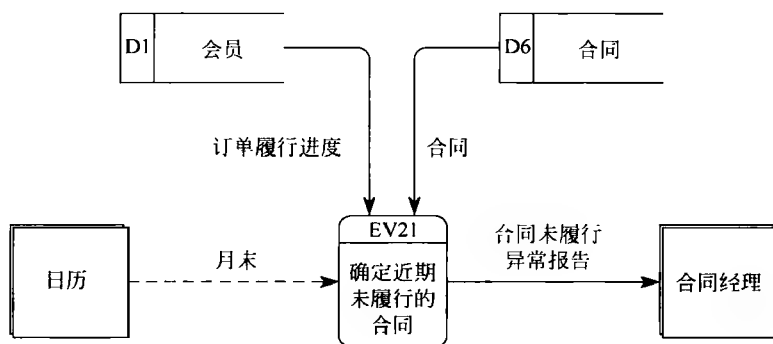 D1 会员
D6 合同
订单履行进度
合同
EV21
合同未履行
异常报告
日历
月末
确定近期
未履行的
合同
合同经理